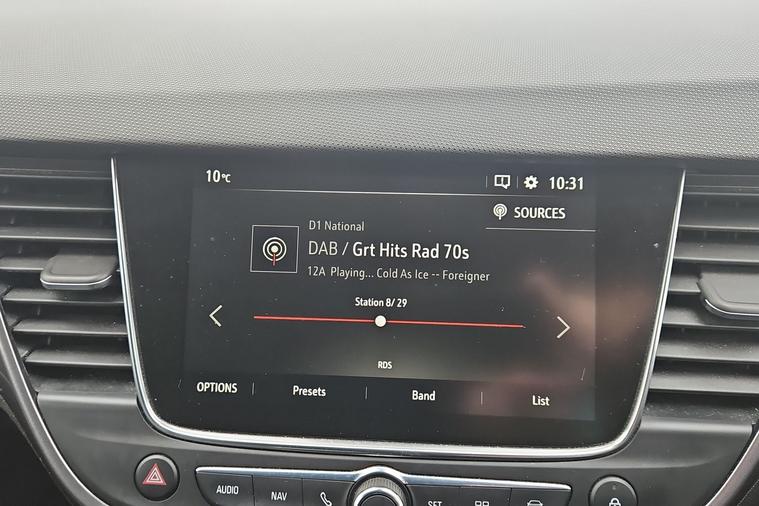 10°C 10:31
SOURCES
D1 National
DAB / Grt Hits Rad 70s
12A Playing... Cold As Ice -- Foreigner
Station 8/ 29
RDS
OPTIONS Presets Band List
AUDIO NAV SET